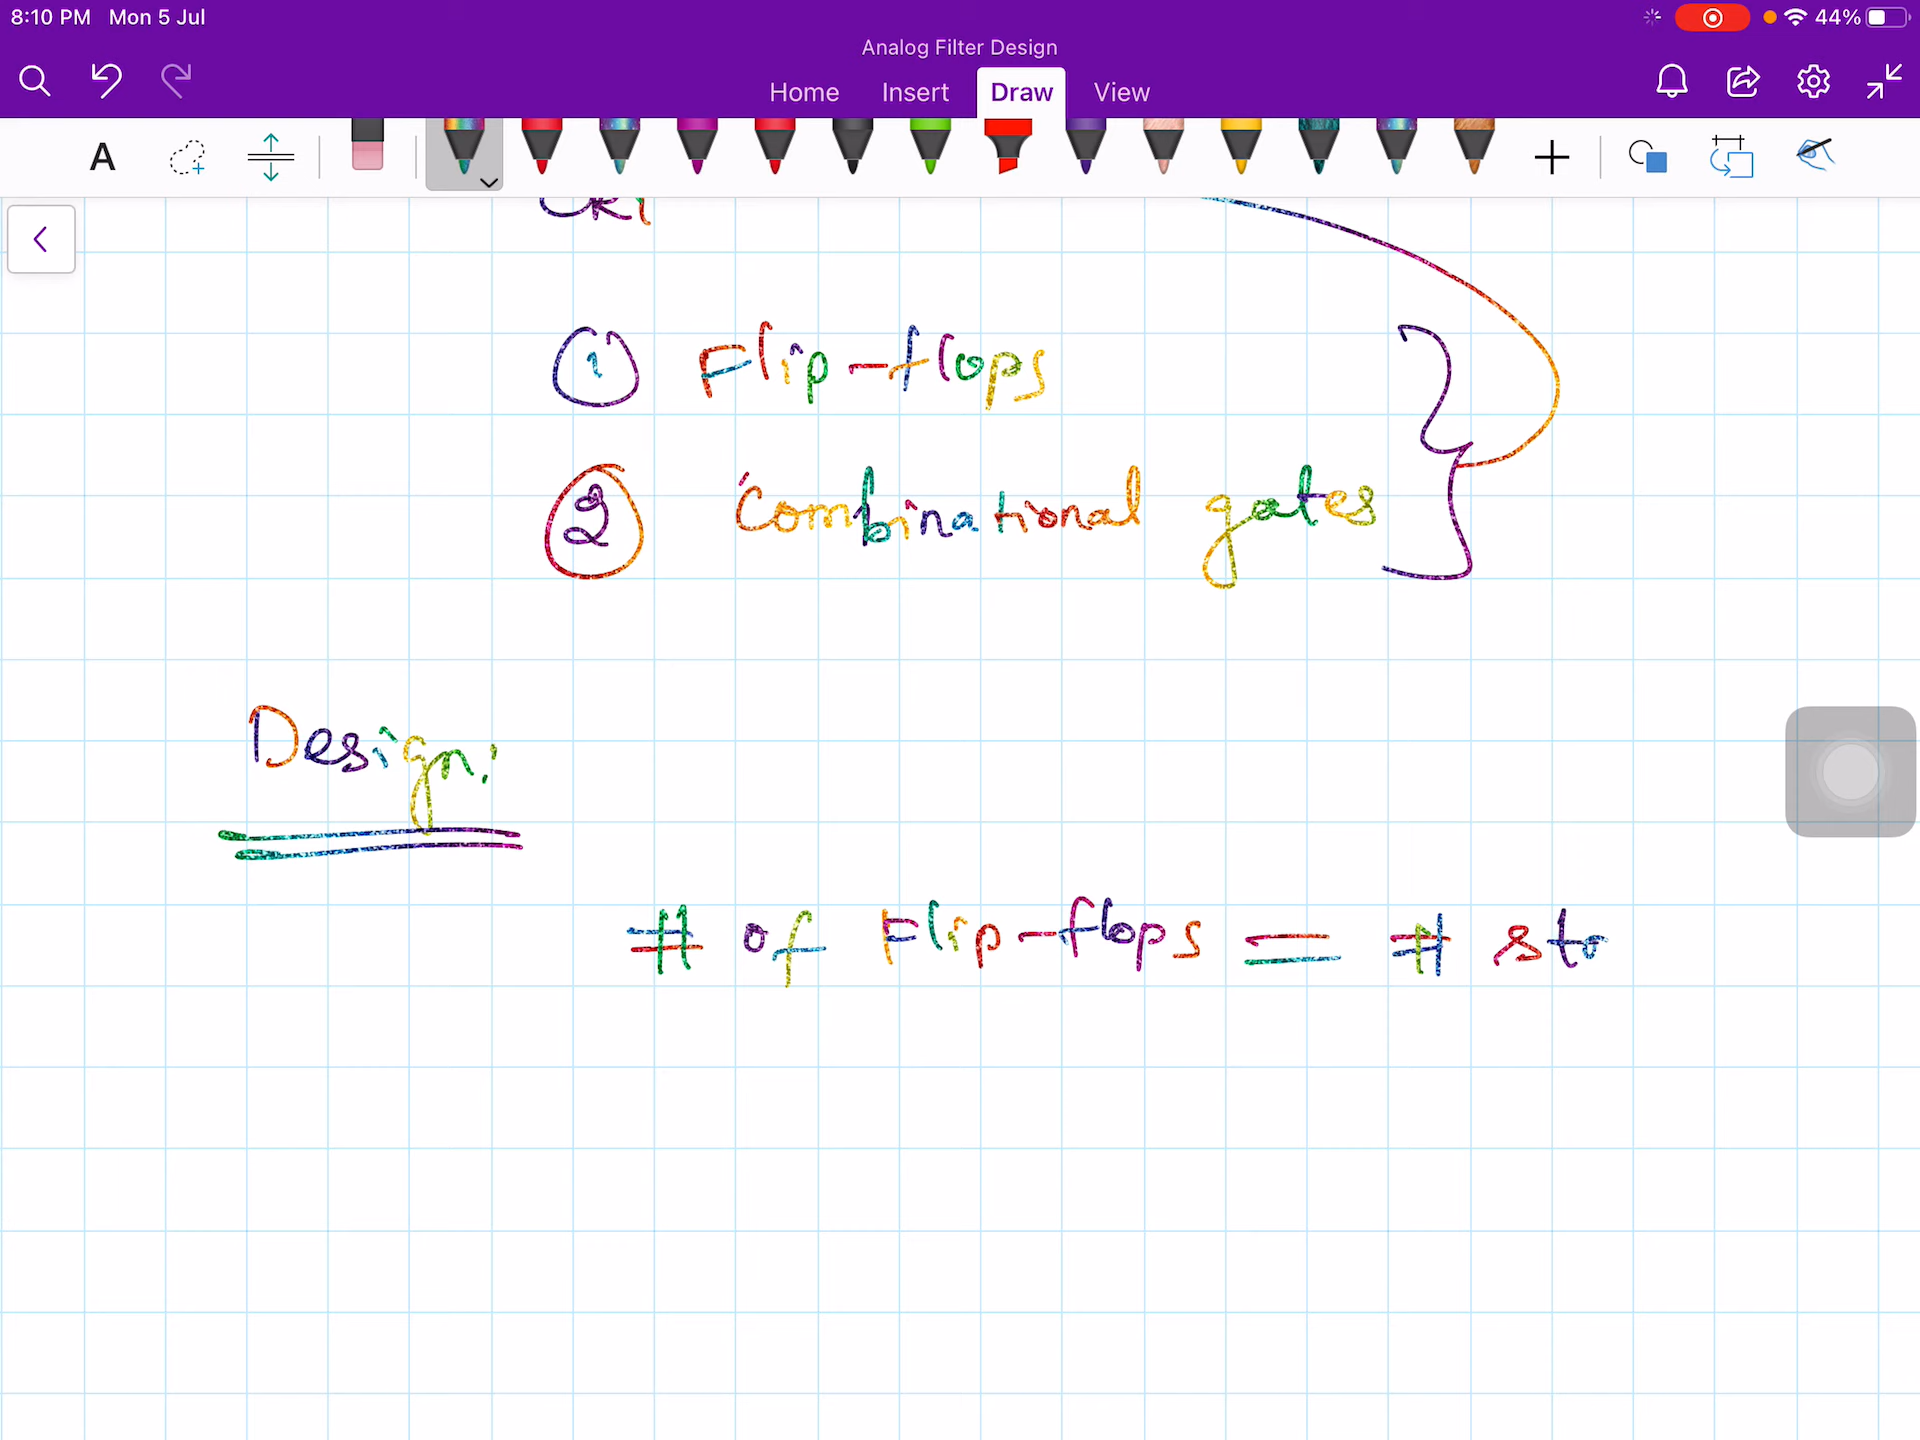 8:10 PM Mon 5 Jul
44%
Analog Filter Design
Home Insert Draw View
A
Ckt
1 Flip-flops
2 Combinational gates
Design:
# of Flip-flops = #